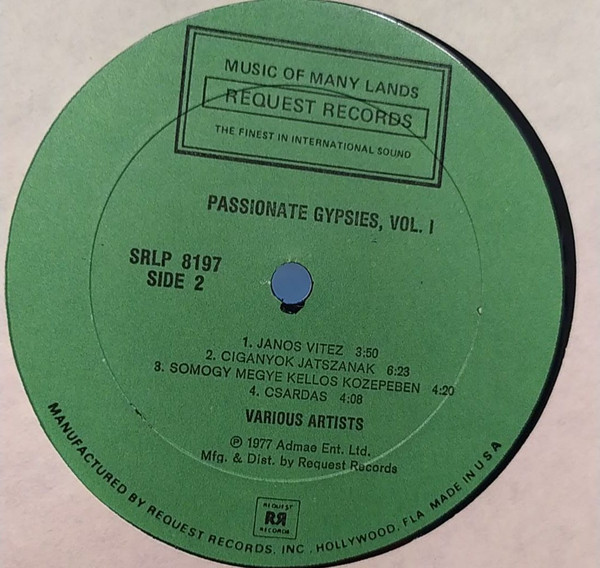 MUSIC OF MANY LANDS
REQUEST RECORDS
THE FINEST IN INTERNATIONAL SOUND
PASSIONATE GYPSIES, VOL. I
SRLP 8197
SIDE 2
1. JANOS VITEZ 3:50
2. CIGANYOK JATSZANAK 6:23
3. SOMOGY MEGYE KELLOS KOZEPEBEN 4:20
4. CSARDAS 4:08
VARIOUS ARTISTS
℗ 1977 Admae Ent. Ltd.
Mfg. & Dist. by Request Records
REQUEST
RR
RECORDS
MANUFACTURED BY REQUEST RECORDS, INC. HOLLYWOOD, FLA MADE IN USA